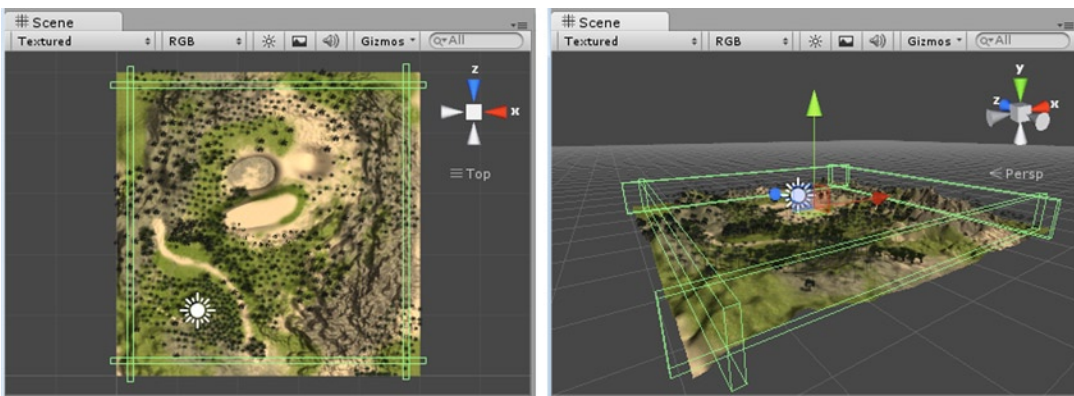 Scene
Textured RGB Gizmos All
z
x
Top
Scene
Textured RGB Gizmos All
y
z
x
Persp